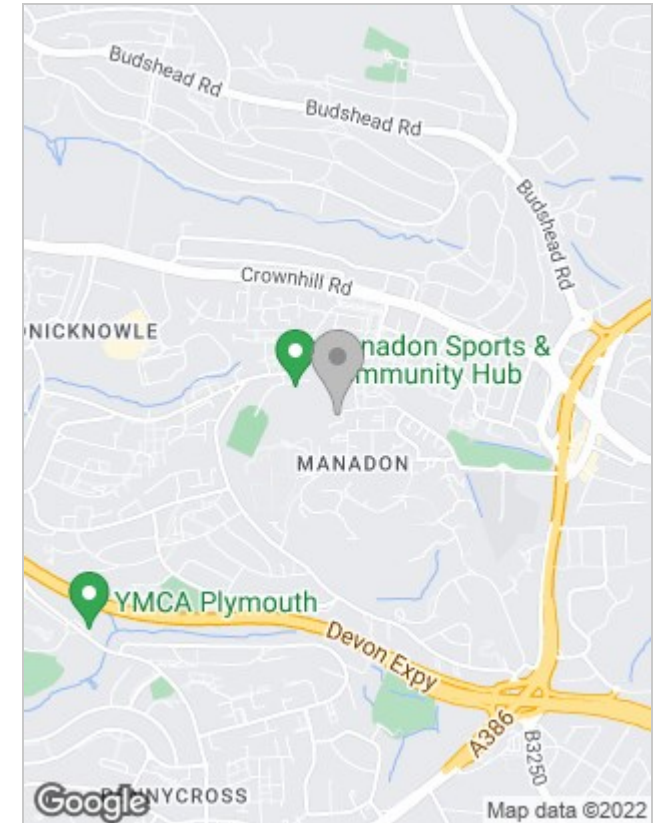 Budshead Rd
Budshead Rd
Budshead Rd
Crownhill Rd
NICKNOWLE
nadon Sports &
mmunity Hub
MANADON
YMCA Plymouth
Devon Expy
A386
B3250
NNYCROSS
Google
Map data ©2022